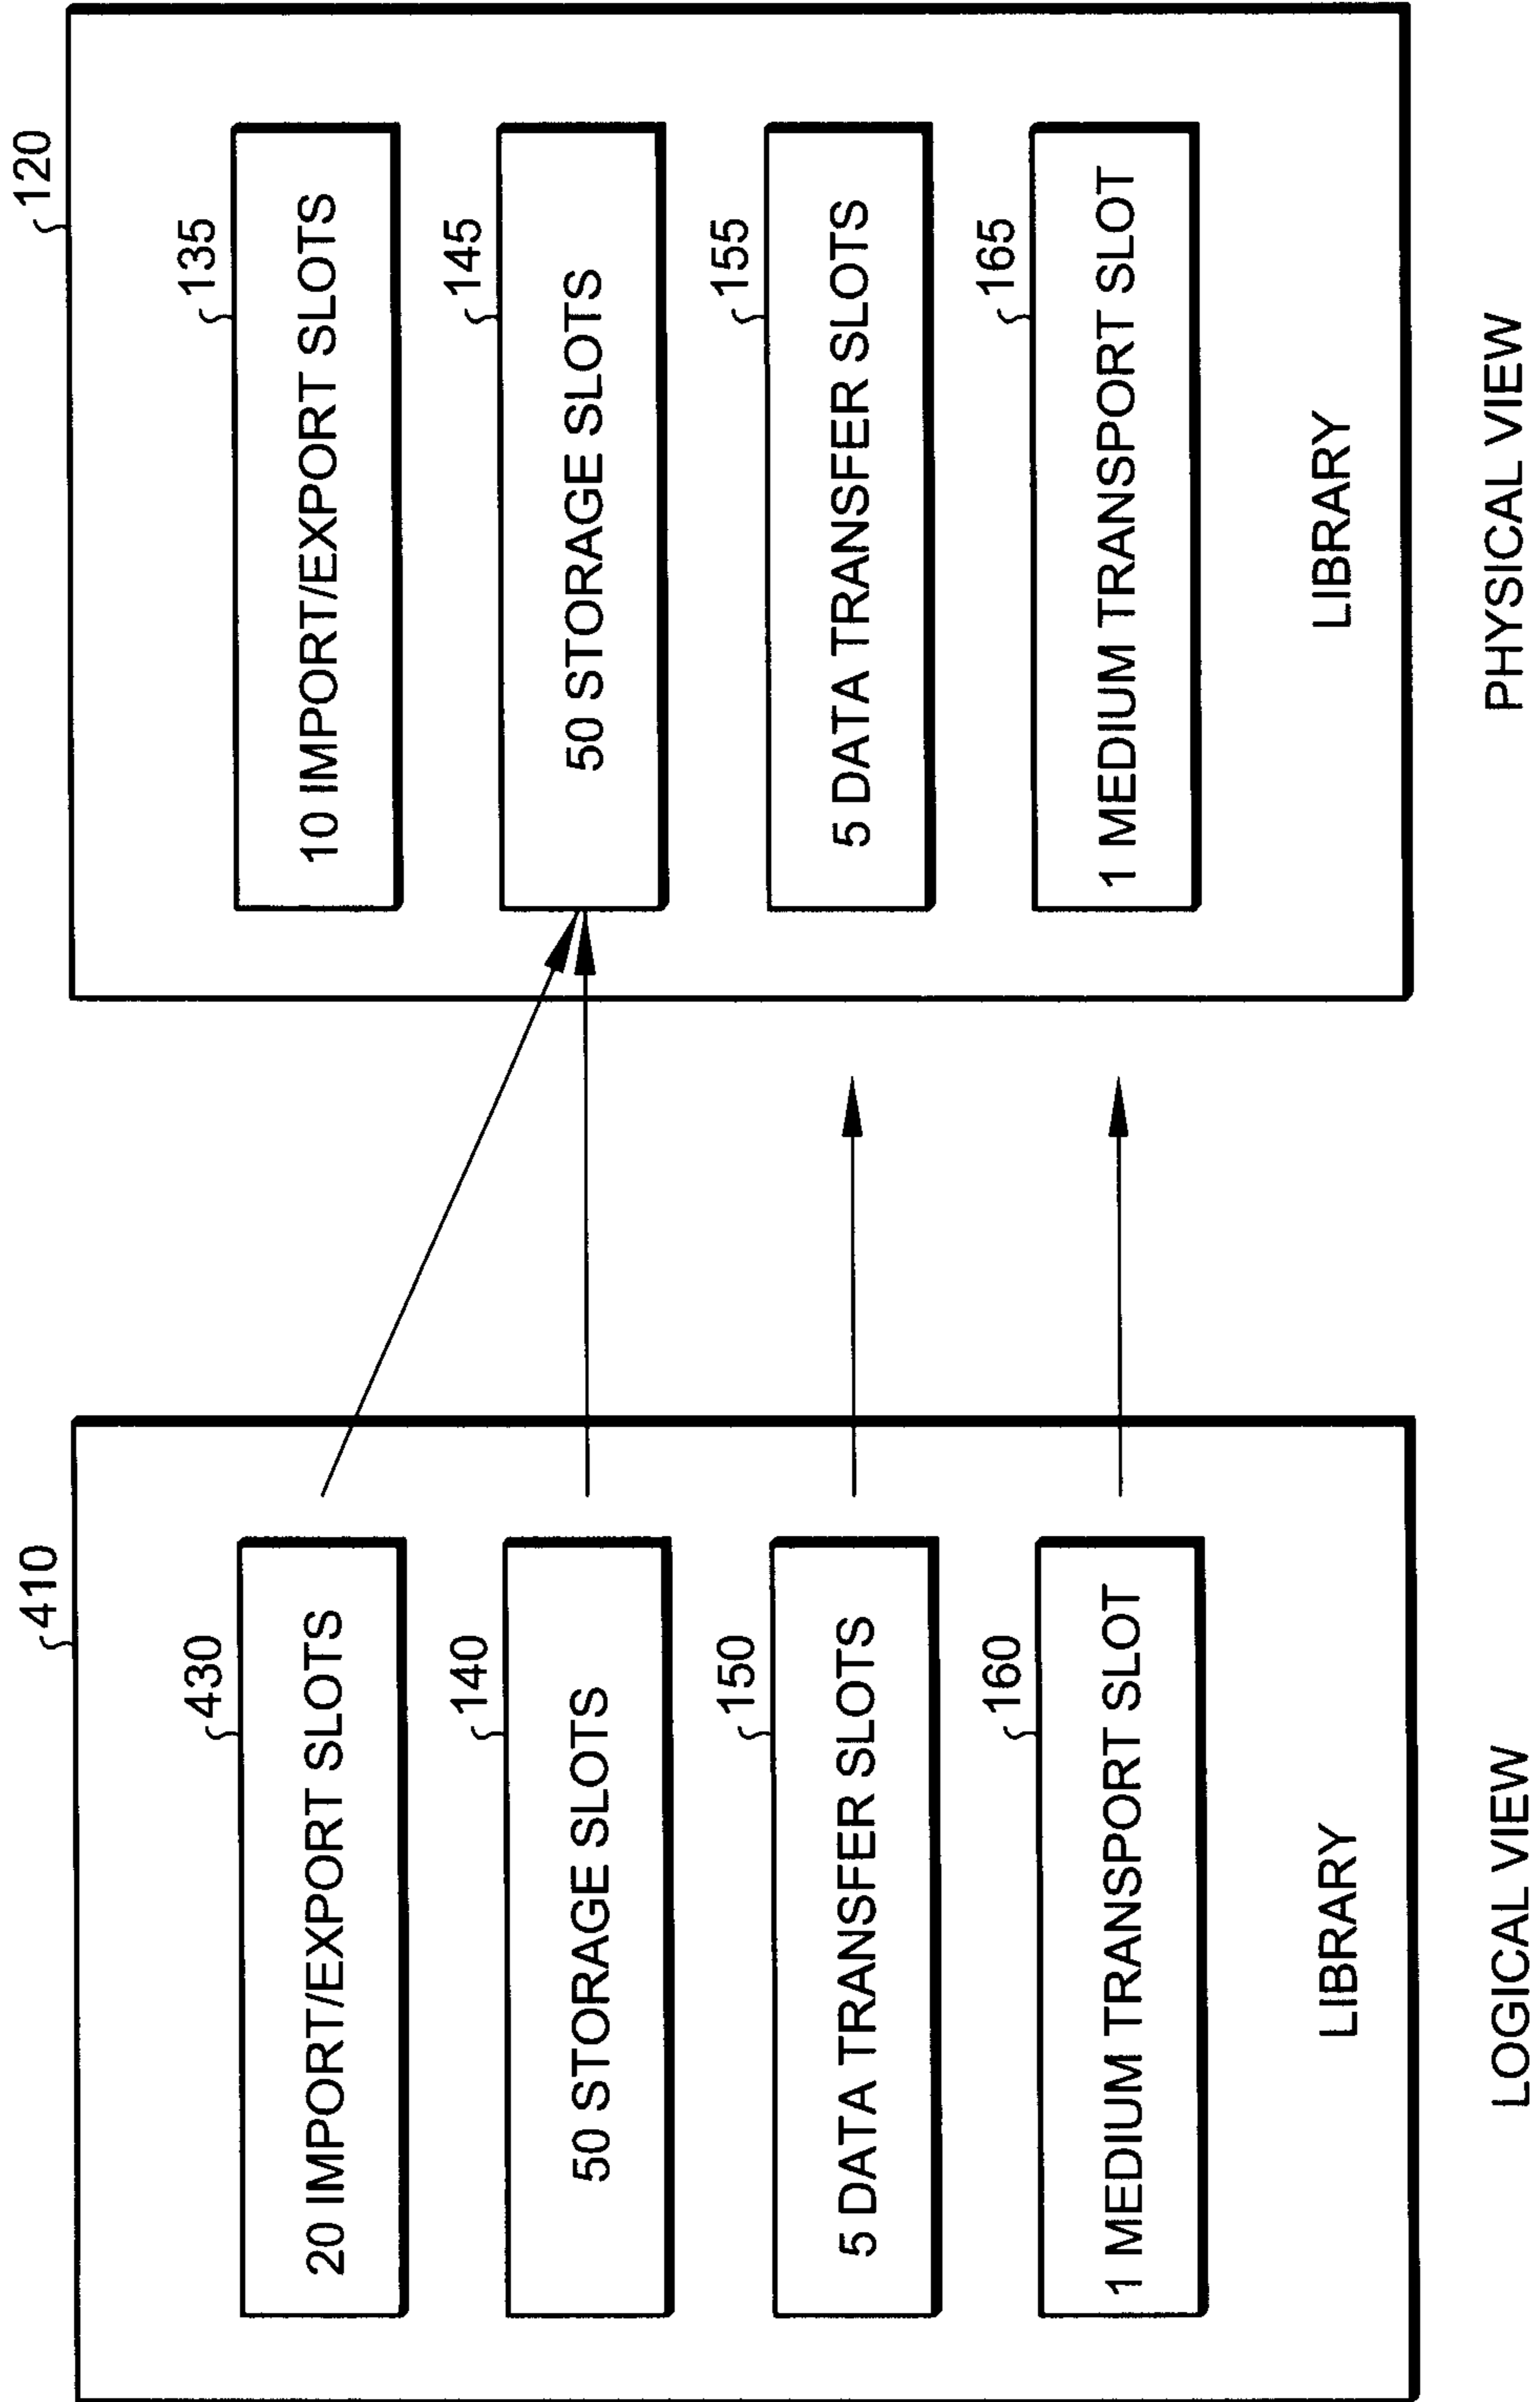 410
430
20 IMPORT/EXPORT SLOTS
140
50 STORAGE SLOTS
150
5 DATA TRANSFER SLOTS
160
1 MEDIUM TRANSPORT SLOT
LIBRARY
LOGICAL VIEW
120
135
10 IMPORT/EXPORT SLOTS
145
50 STORAGE SLOTS
155
5 DATA TRANSFER SLOTS
165
1 MEDIUM TRANSPORT SLOT
LIBRARY
PHYSICAL VIEW